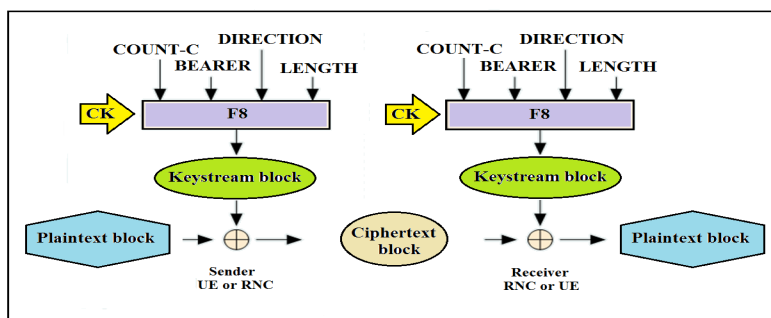 DIRECTION
COUNT-C
BEARER
LENGTH
CK
F8
Keystream block
Plaintext block
Sender
UE or RNC
Ciphertext
block
DIRECTION
COUNT-C
BEARER
LENGTH
CK
F8
Keystream block
Plaintext block
Receiver
RNC or UE